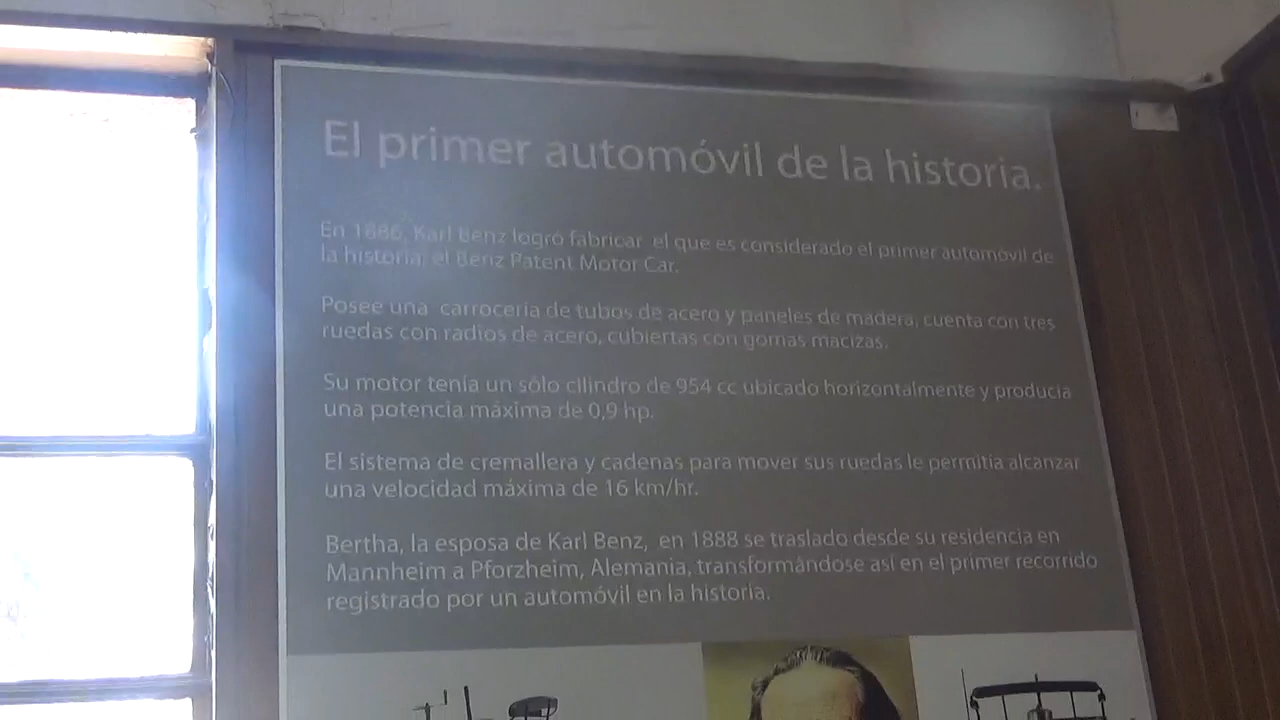 El primer automóvil de la historia.
En 1886, Karl Benz logró fabricar el que es considerado el primer automóvil de
la historia: el Benz Patent Motor Car.
Posee una carrocería de tubos de acero y paneles de madera, cuenta con tres
ruedas con radios de acero, cubiertas con gomas macizas.
Su motor tenía un sólo cilindro de 954 cc ubicado horizontalmente y producía
una potencia máxima de 0,9 hp.
El sistema de cremallera y cadenas para mover sus ruedas le permitía alcanzar
una velocidad máxima de 16 km/hr.
Bertha, la esposa de Karl Benz, en 1888 se traslado desde su residencia en
Mannheim a Pforzheim, Alemania, transformándose así en el primer recorrido
registrado por un automóvil en la historia.